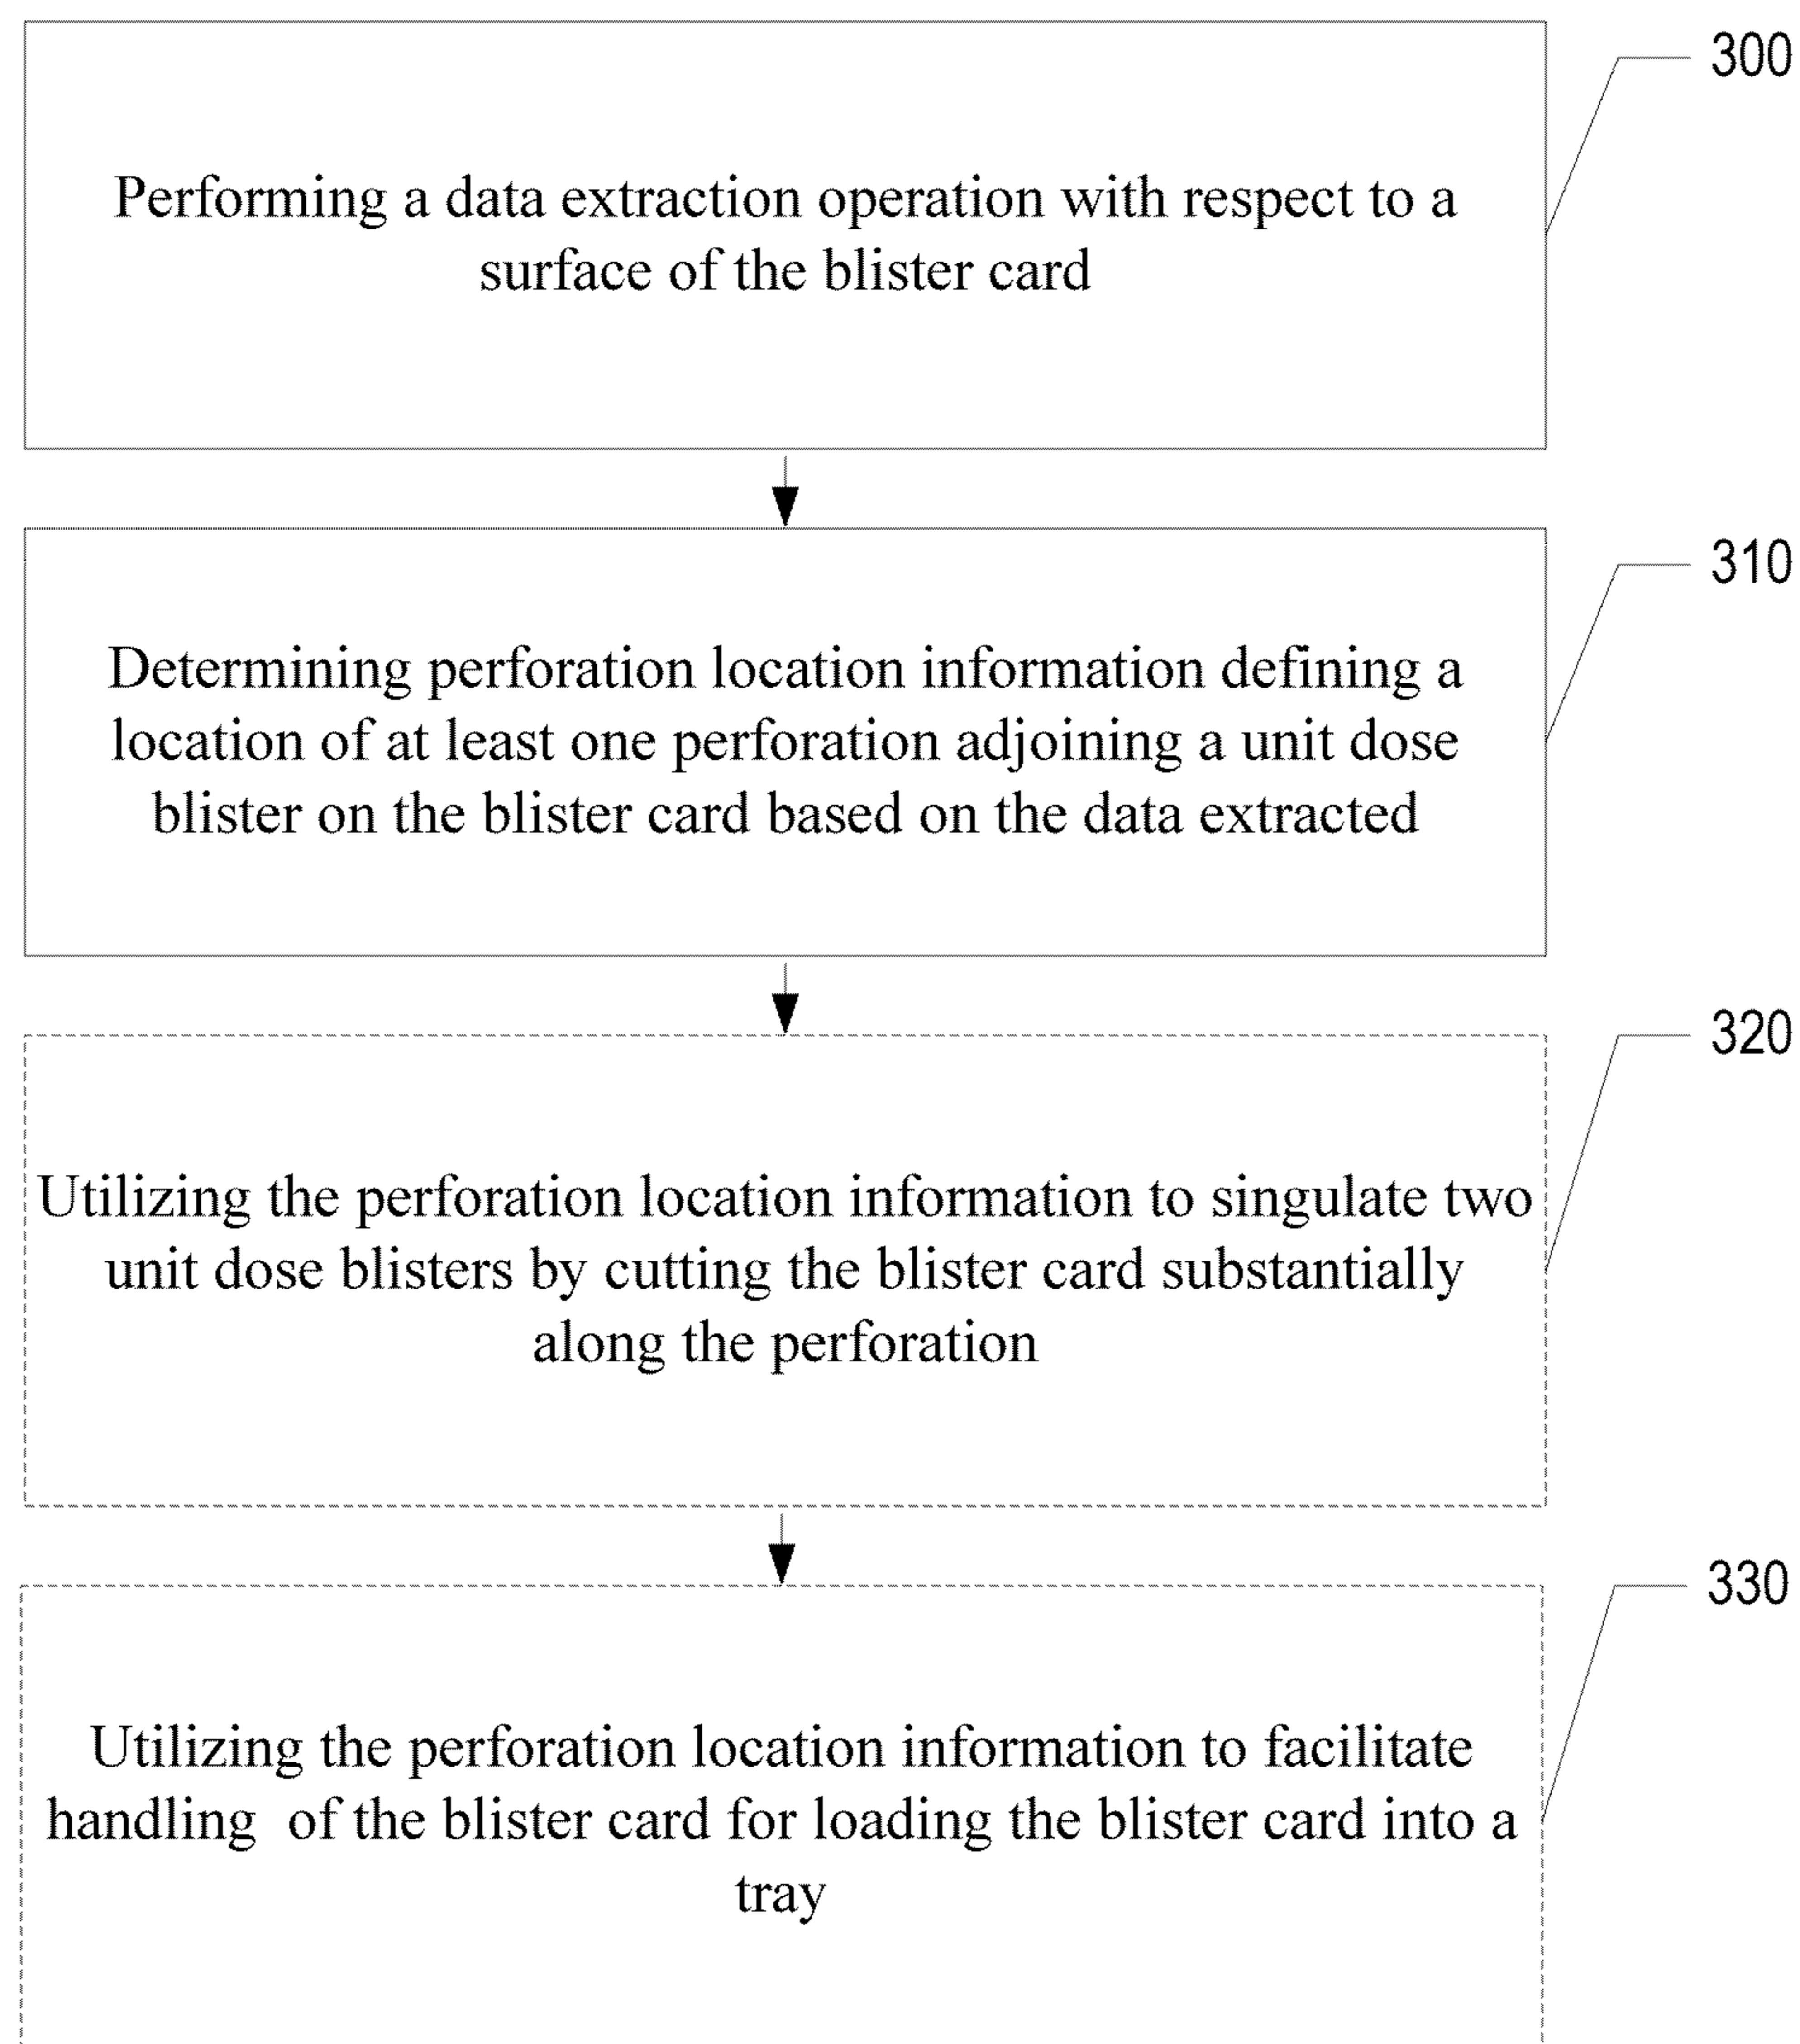 300
Performing a data extraction operation with respect to a
surface of the blister card
310
Determining perforation location information defining a
location of at least one perforation adjoining a unit dose
blister on the blister card based on the data extracted
320
Utilizing the perforation location information to singulate two
unit dose blisters by cutting the blister card substantially
along the perforation
330
Utilizing the perforation location information to facilitate
handling  of the blister card for loading the blister card into a
tray